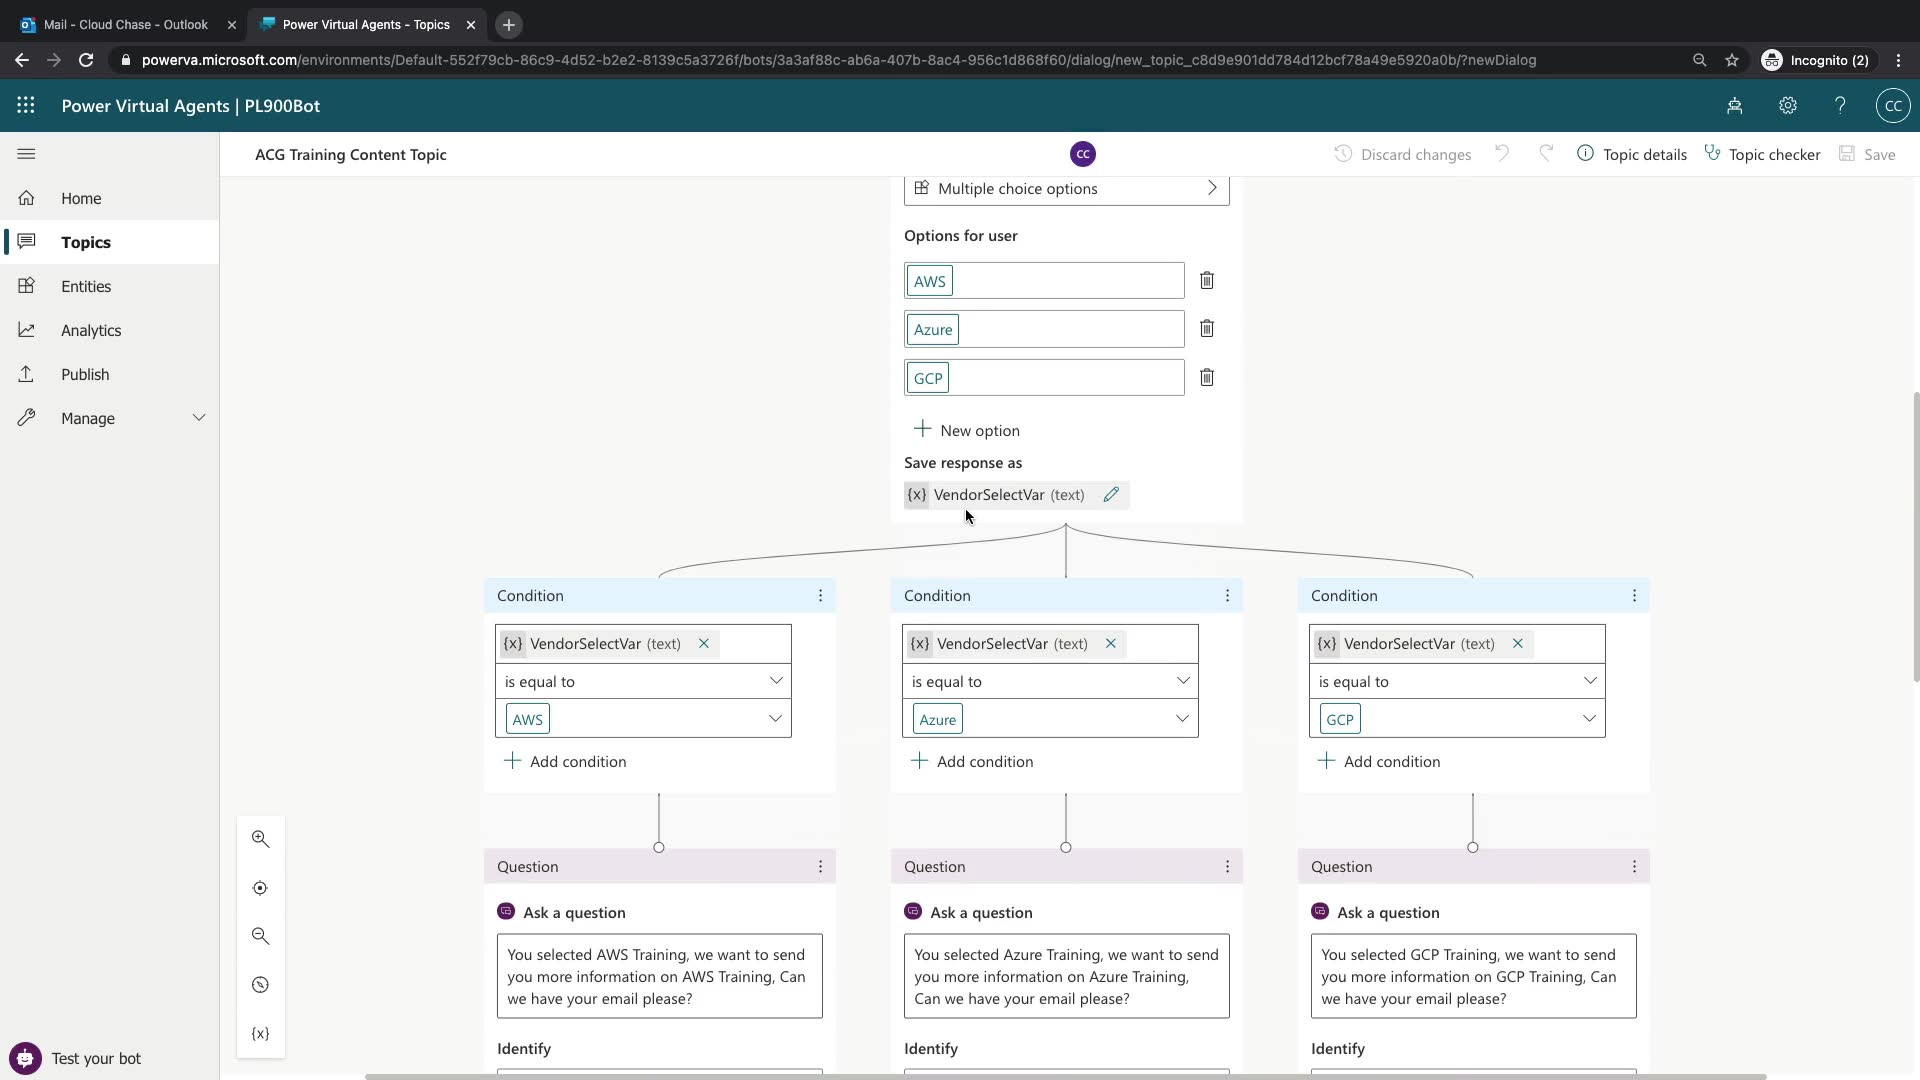 Mail - Cloud Chase - Outlook
Power Virtual Agents - Topics
powerva.microsoft.com/environments/Default-552f79cb-86c9-4d52-b2e2-8139c5a3726f/bots/3a3af88c-ab6a-407b-8ac4-956c1d868f60/dialog/new_topic_c8d9e901dd784d12bcf78a49e5920a0b/?newDialog
Incognito (2)
Power Virtual Agents | PL900Bot
CC
ACG Training Content Topic
CC
Discard changes
Topic details
Topic checker
Save
Home
Topics
Entities
Analytics
Publish
Manage
Multiple choice options
Options for user
AWS
Azure
GCP
New option
Save response as
{x} VendorSelectVar (text)
Condition
Condition
Condition
{x} VendorSelectVar (text)
{x} VendorSelectVar (text)
{x} VendorSelectVar (text)
is equal to
is equal to
is equal to
AWS
Azure
GCP
Add condition
Add condition
Add condition
Question
Question
Question
Ask a question
Ask a question
Ask a question
You selected AWS Training, we want to send
you more information on AWS Training, Can
we have your email please?
You selected Azure Training, we want to send
you more information on Azure Training,
Can we have your email please?
You selected GCP Training, we want to send
you more information on GCP Training, Can
we have your email please?
Identify
Identify
Identify
{x}
Test your bot